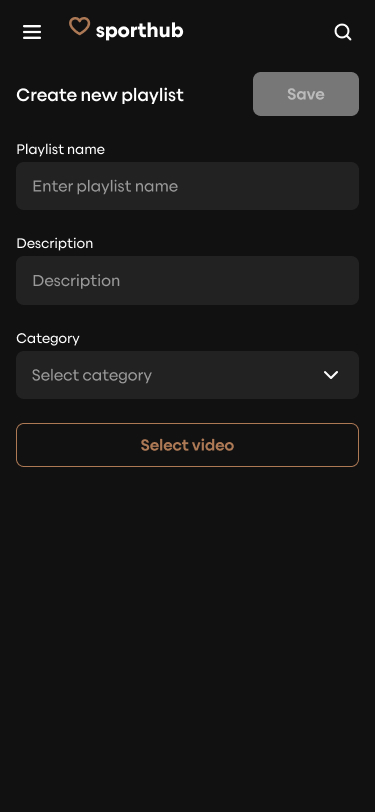 sporthub
Create new playlist
Save
Playlist name
Enter playlist name
Description
Description
Category
Select category
Select video